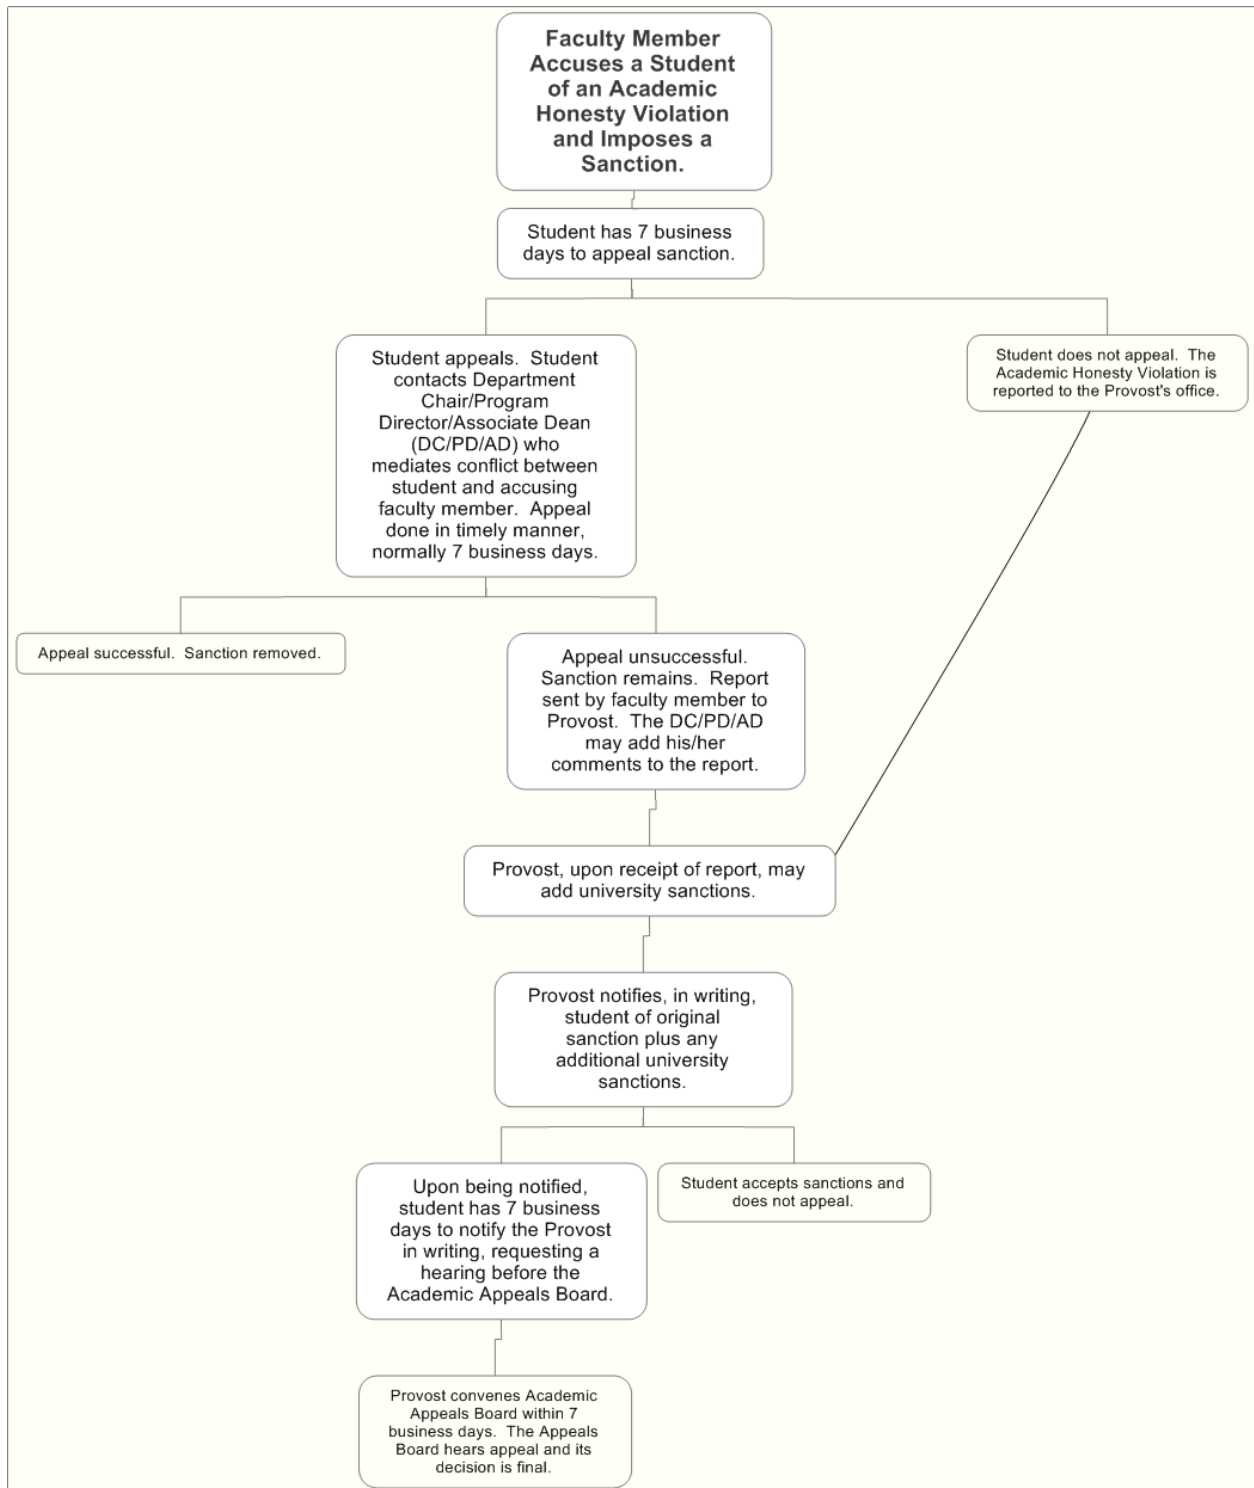 Faculty Member
Accuses a Student
of an Academic
Honesty Violation
and Imposes a
Sanction.
Student has 7 business
days to appeal sanction.
Student appeals.  Student
contacts Department
Chair/Program
Director/Associate Dean
(DC/PD/AD) who
mediates conflict between
student and accusing
faculty member.  Appeal
done in timely manner,
normally 7 business days.
Student does not appeal.  The
Academic Honesty Violation is
reported to the Provost's office.
Appeal successful.  Sanction removed.
Appeal unsuccessful.
Sanction remains.  Report
sent by faculty member to
Provost.  The DC/PD/AD
may add his/her
comments to the report.
Provost, upon receipt of report, may
add university sanctions.
Provost notifies, in writing,
student of original
sanction plus any
additional university
sanctions.
Upon being notified,
student has 7 business
days to notify the Provost
in writing, requesting a
hearing before the
Academic Appeals Board.
Student accepts sanctions and
does not appeal.
Provost convenes Academic
Appeals Board within 7
business days.  The Appeals
Board hears appeal and its
decision is final.